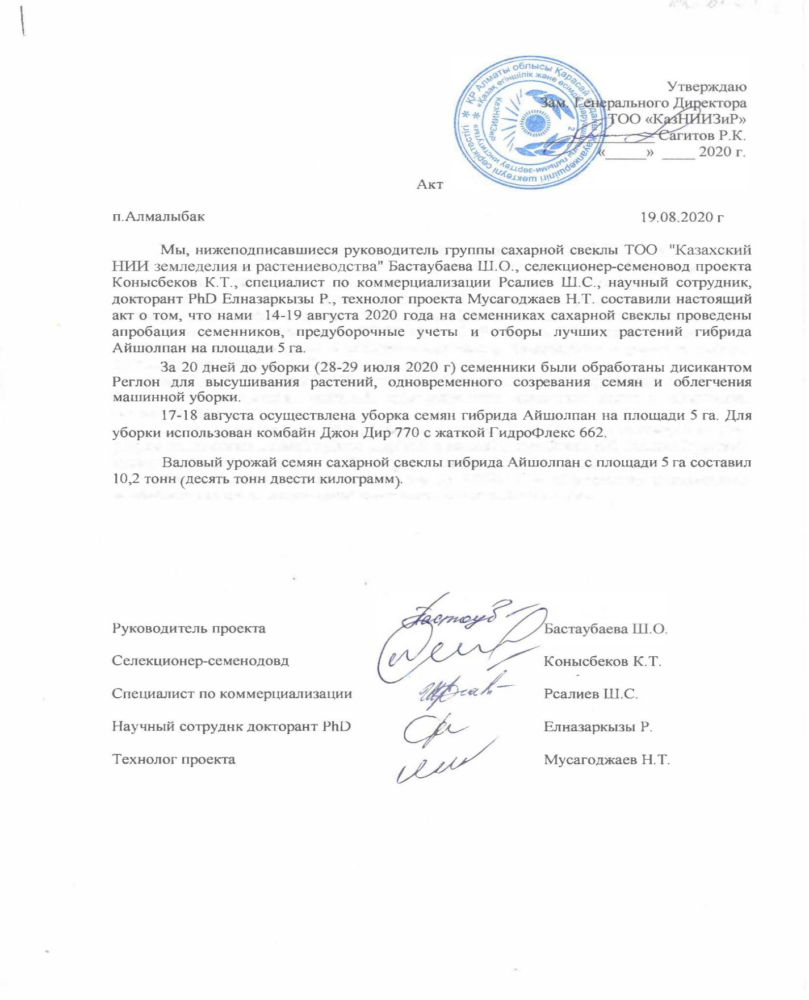 ҚР Алматы облысы Қарасай ауданы жауапкершілігі шектеулі серіктестігі
«Қазақ егіншілік және өсімдік шаруашылығы ғылыми-зерттеу институты»
КазНИИЗиР
2
Утверждаю
Зам. Генерального Директора
ТОО «КазНИИЗиР»
_______________ Сагитов Р.К.
«_____» ____ 2020 г.
Акт
п.Алмалыбак 19.08.2020 г
Мы, нижеподписавшиеся руководитель группы сахарной свеклы ТОО "Казахский
НИИ земледелия и растениеводства" Бастаубаева Ш.О., селекционер-семеновод проекта
Конысбеков К.Т., специалист по коммерциализации Рсалиев Ш.С., научный сотрудник,
докторант PhD Елназаркызы Р., технолог проекта Мусагоджаев Н.Т. составили настоящий
акт о том, что нами 14-19 августа 2020 года на семенниках сахарной свеклы проведены
апробация семенников, предуборочные учеты и отборы лучших растений гибрида
Айшолпан на площади 5 га.
За 20 дней до уборки (28-29 июля 2020 г) семенники были обработаны дисикантом
Реглон для высушивания растений, одновременного созревания семян и облегчения
машинной уборки.
17-18 августа осуществлена уборка семян гибрида Айшолпан на площади 5 га. Для
уборки использован комбайн Джон Дир 770 с жаткой ГидроФлекс 662.
Валовый урожай семян сахарной свеклы гибрида Айшолпан с площади 5 га составил
10,2 тонн (десять тонн двести килограмм).
Руководитель проекта Бастауб Бастаубаева Ш.О.
Селекционер-семенодовд Конысбеков К.Т.
Специалист по коммерциализации Рсалиев Ш.С.
Научный сотруднк докторант PhD Елназаркызы Р.
Технолог проекта Мусагоджаев Н.Т.